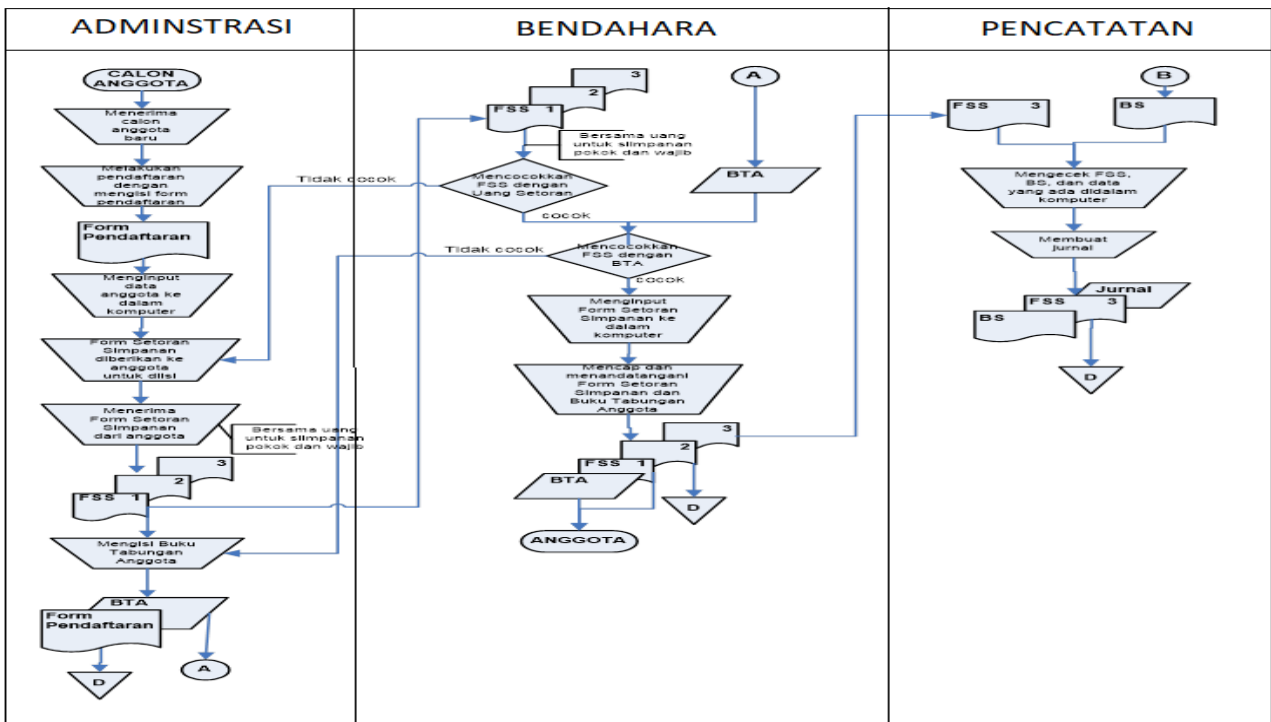 ADMINSTRASI
CALON
ANGGOTA
Menerima
calon
anggota
baru
Melakukan
pendaftaran
dengan
mengisi form
pendaftaran
Form
Pendaftaran
Menginput
data
anggota ke
dalam
komputer
Form Setoran
Simpanan
diberikan ke
anggota
untuk diisi
Menerima
Form Setoran
Simpanan
dari anggota
Bersama uang
untuk siimpanan
pokok dan wajib
3
2
FSS 1
Mengisi Buku
Tabungan
Anggota
BTA
Form
Pendaftaran
D
A
BENDAHARA
3
2
FSS 1
Bersama uang
untuk siimpanan
pokok dan wajib
A
Tidak cocok
Mencocokkan
FSS dengan
Uang Setoran
BTA
cocok
Tidak cocok
Mencocokkan
FSS dengan
BTA
cocok
Menginput
Form Setoran
Simpanan ke
dalam
komputer
Mencap dan
menandatangani
Form Setoran
Simpanan dan
Buku Tabungan
Anggota
3
2
FSS 1
BTA
D
ANGGOTA
PENCATATAN
B
FSS 3
BS
Mengecek FSS,
BS, dan data
yang ada didalam
komputer
Membuat
jurnal
Jurnal
FSS 3
BS
D